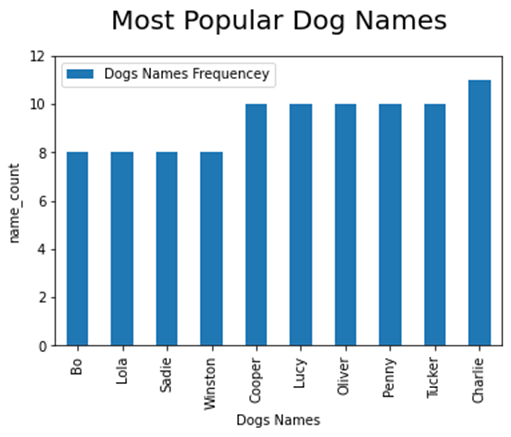 Most Popular Dog Names
12
Dogs Names Frequencey
10
8
6
4
2
0
name_count
Bo
Lola
Sadie
Winston
Cooper
Lucy
Oliver
Penny
Tucker
Charlie
Dogs Names